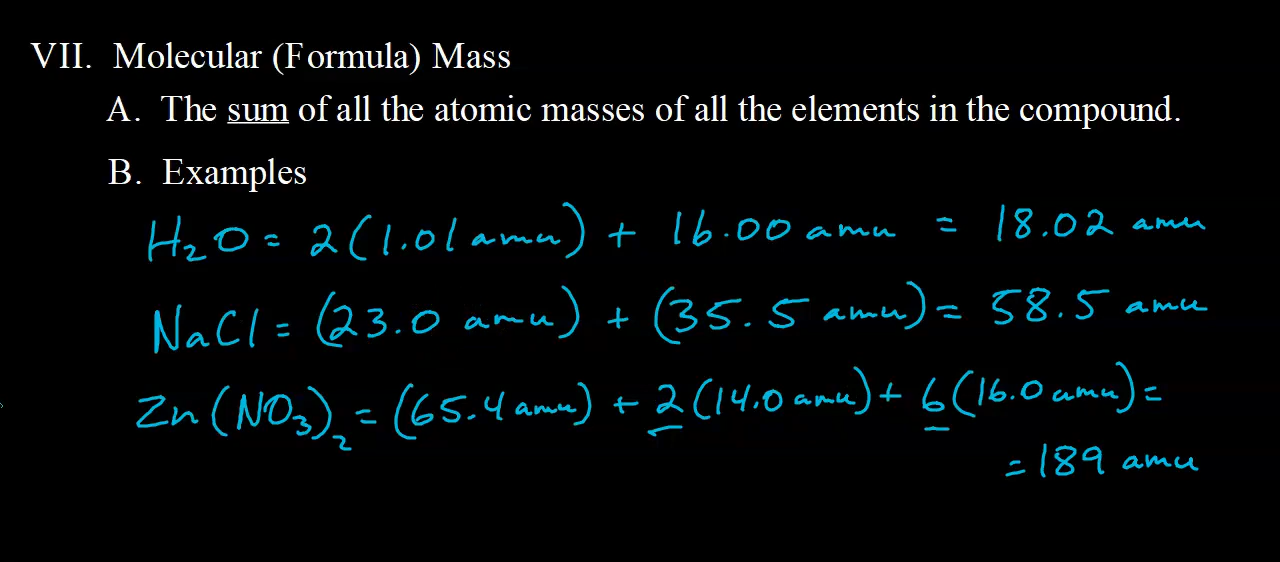 VII. Molecular (Formula) Mass
A. The sum of all the atomic masses of all the elements in the compound.
B. Examples
H₂O = 2(1.01 amu) + 16.00 amu = 18.02 amu
NaCl = (23.0 amu) + (35.5 amu) = 58.5 amu
Zn(NO₃)₂ = (65.4 amu) + 2(14.0 amu) + 6(16.0 amu) =
= 189 amu